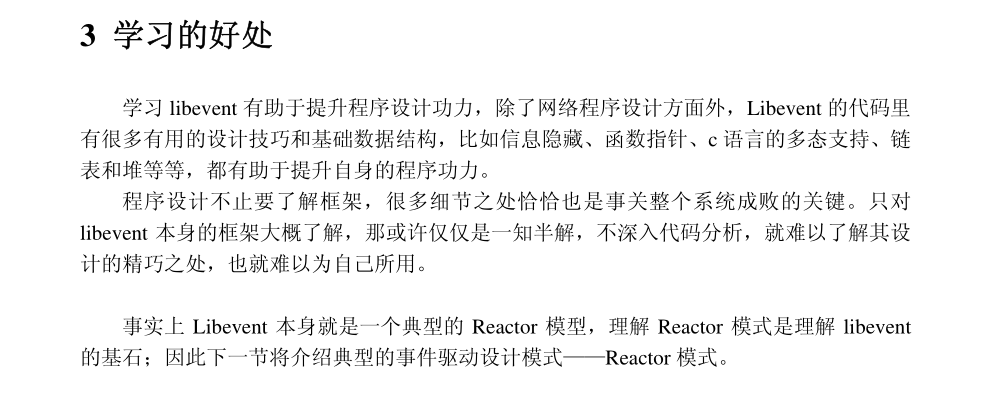 3 学习的好处
学习 libevent 有助于提升程序设计功力，除了网络程序设计方面外，Libevent 的代码里
有很多有用的设计技巧和基础数据结构，比如信息隐藏、函数指针、c 语言的多态支持、链
表和堆等等，都有助于提升自身的程序功力。
程序设计不止要了解框架，很多细节之处恰恰也是事关整个系统成败的关键。只对
libevent 本身的框架大概了解，那或许仅仅是一知半解，不深入代码分析，就难以了解其设
计的精巧之处，也就难以为自己所用。
事实上 Libevent 本身就是一个典型的 Reactor 模型，理解 Reactor 模式是理解 libevent
的基石；因此下一节将介绍典型的事件驱动设计模式——Reactor 模式。